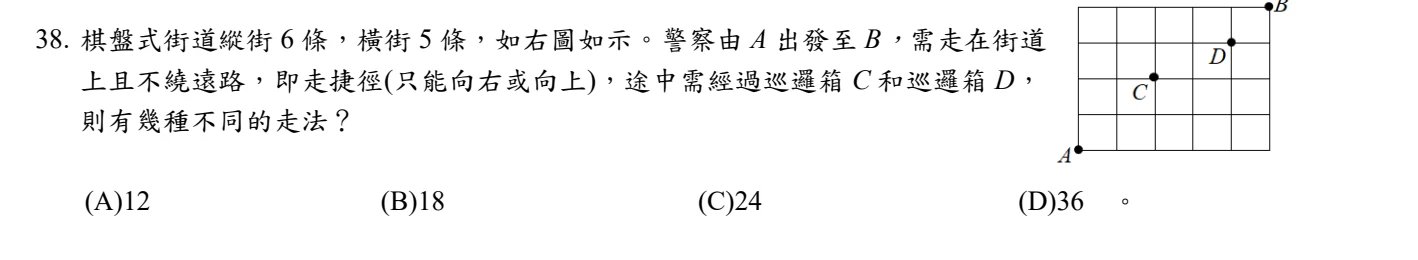 38. 棋盤式街道縱街 6 條，橫街 5 條，如右圖如示。警察由 A 出發至 B，需走在街道
上且不繞遠路，即走捷徑(只能向右或向上)，途中需經過巡邏箱 C 和巡邏箱 D，
則有幾種不同的走法？
B
D
C
A
(A)12 (B)18 (C)24 (D)36 。